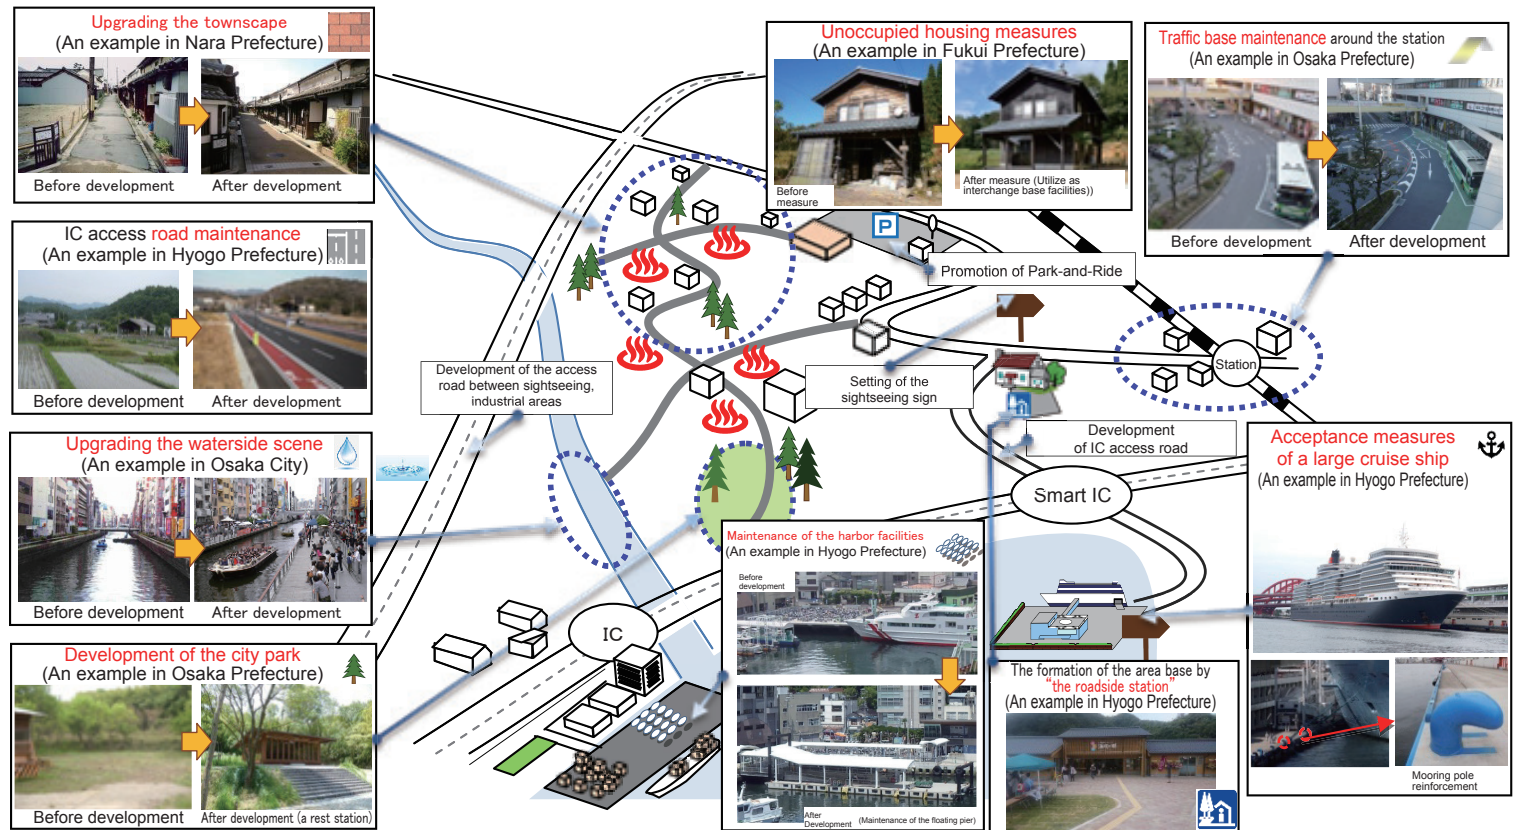 Upgrading the townscape
(An example in Nara Prefecture)
Before development
After development
IC access road maintenance
(An example in Hyogo Prefecture)
Before development
After development
Upgrading the waterside scene
(An example in Osaka City)
Before development
After development
Development of the city park
(An example in Osaka Prefecture)
Before development
After development (a rest station)
Development of the access
road between sightseeing,
industrial areas
Unoccupied housing measures
(An example in Fukui Prefecture)
Before
measure
After measure (Utilize as
interchange base facilities))
P
Promotion of Park-and-Ride
Setting of the
sightseeing sign
Traffic base maintenance around the station
(An example in Osaka Prefecture)
Before development
After development
Station
Development
of IC access road
Smart IC
IC
Maintenance of the harbor facilities
(An example in Hyogo Prefecture)
Before
development
After
Development
(Maintenance of the floating pier)
The formation of the area base by
“the roadside station”
(An example in Hyogo Prefecture)
Acceptance measures
of a large cruise ship
(An example in Hyogo Prefecture)
Mooring pole
reinforcement